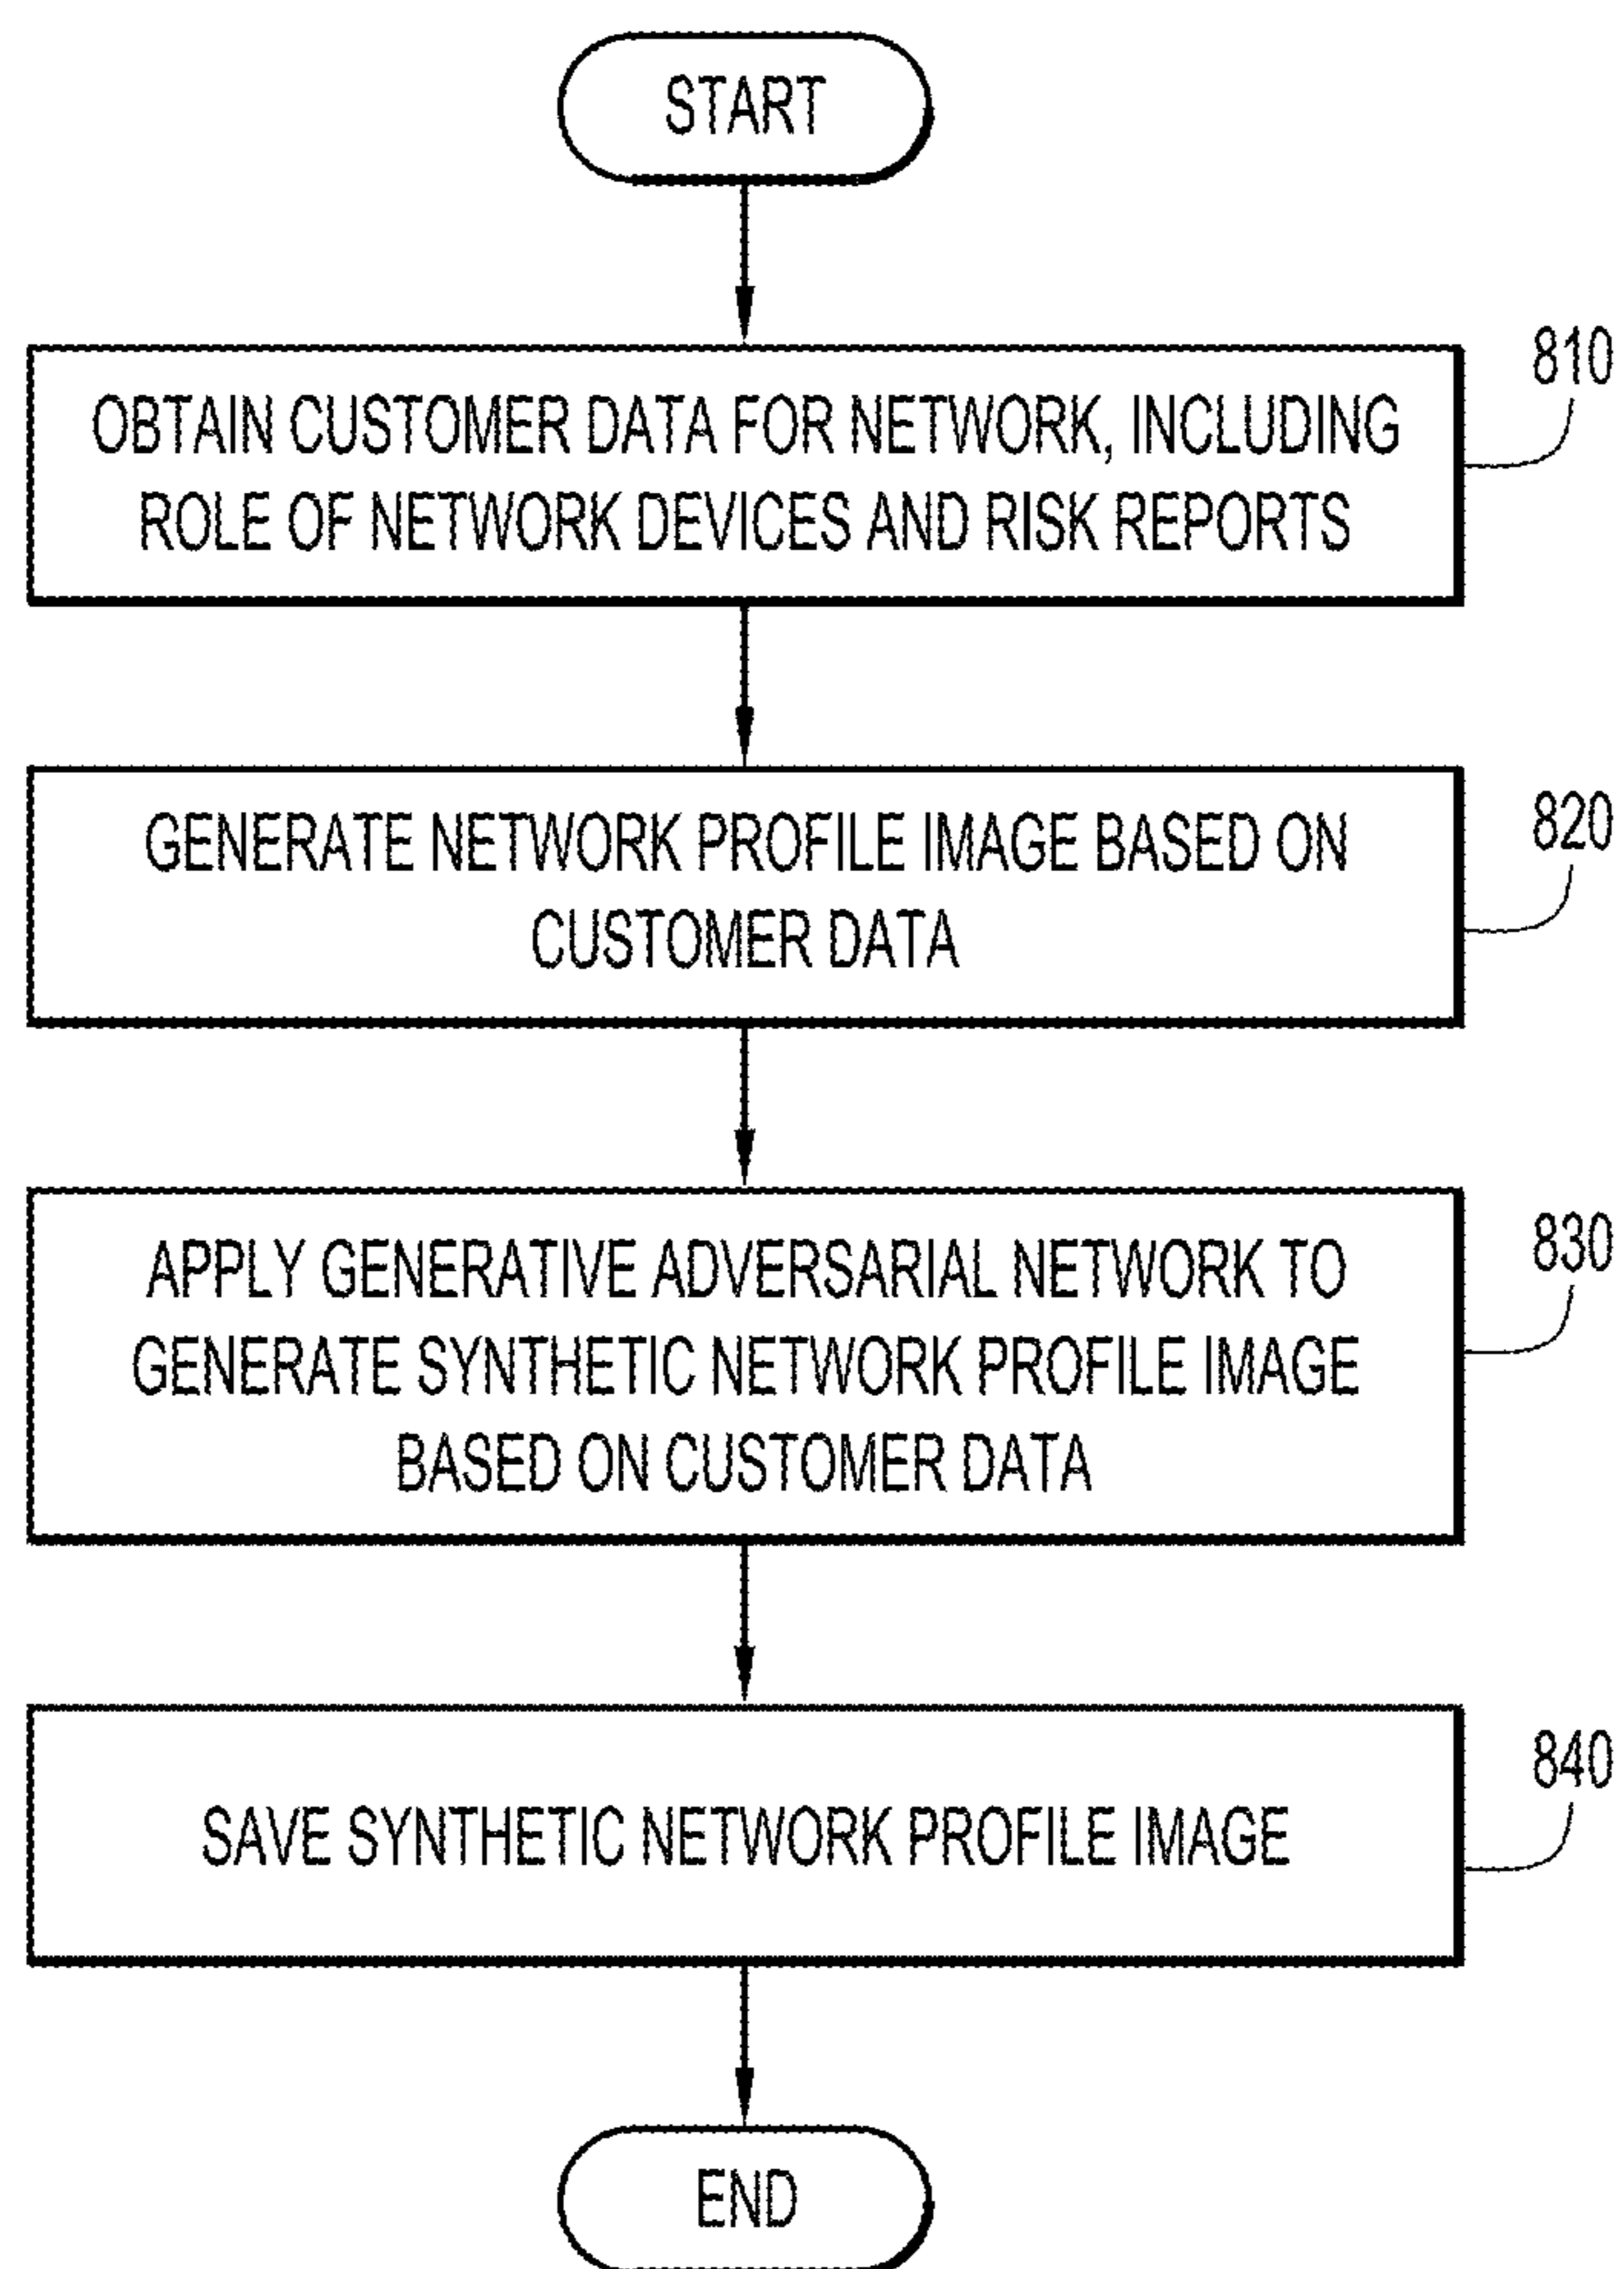 START
810
OBTAIN CUSTOMER DATA FOR NETWORK, INCLUDING
ROLE OF NETWORK DEVICES AND RISK REPORTS
820
GENERATE NETWORK PROFILE IMAGE BASED ON
CUSTOMER DATA
830
APPLY GENERATIVE ADVERSARIAL NETWORK TO
GENERATE SYNTHETIC NETWORK PROFILE IMAGE
BASED ON CUSTOMER DATA
840
SAVE SYNTHETIC NETWORK PROFILE IMAGE
END